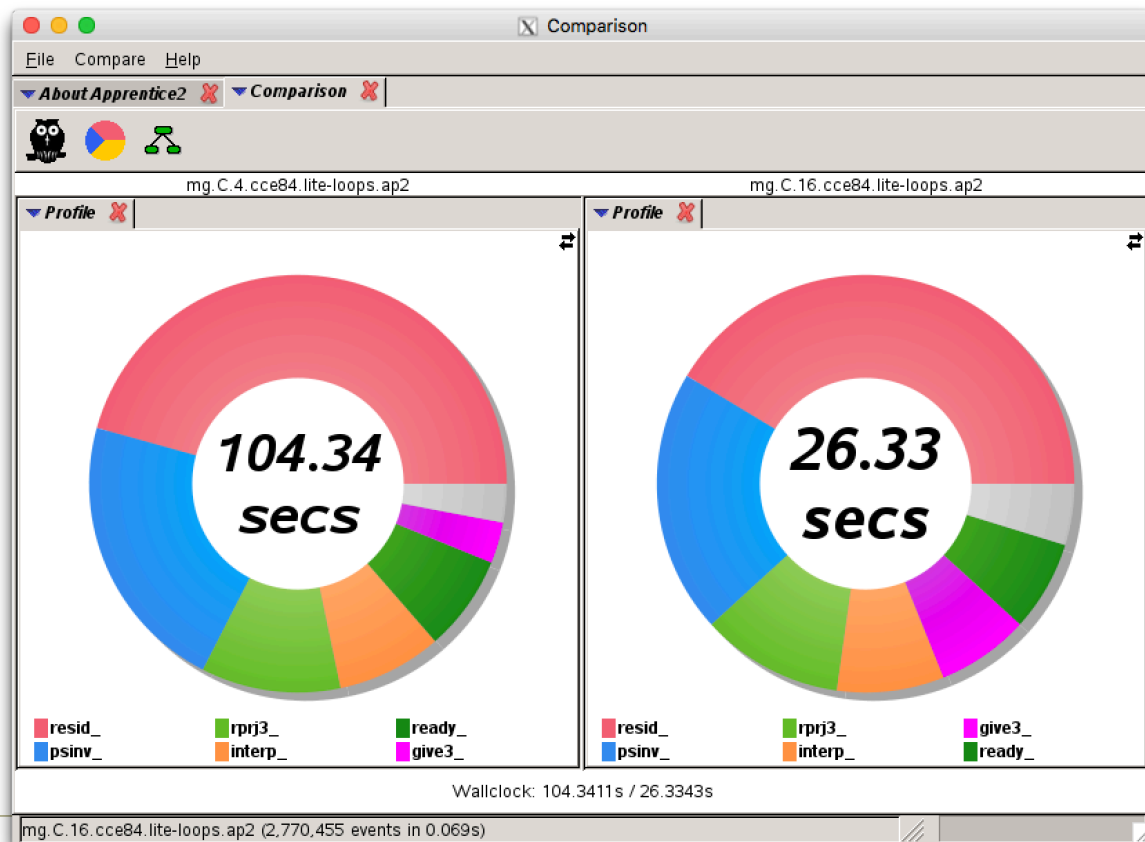 Comparison
File Compare Help
About Apprentice2 Comparison
mg.C.4.cce84.lite-loops.ap2 mg.C.16.cce84.lite-loops.ap2
Profile Profile
104.34
secs
26.33
secs
resid_ rprj3_ ready_
psinv_ interp_ give3_
resid_ rprj3_ give3_
psinv_ interp_ ready_
Wallclock: 104.3411s / 26.3343s
mg.C.16.cce84.lite-loops.ap2 (2,770,455 events in 0.069s)